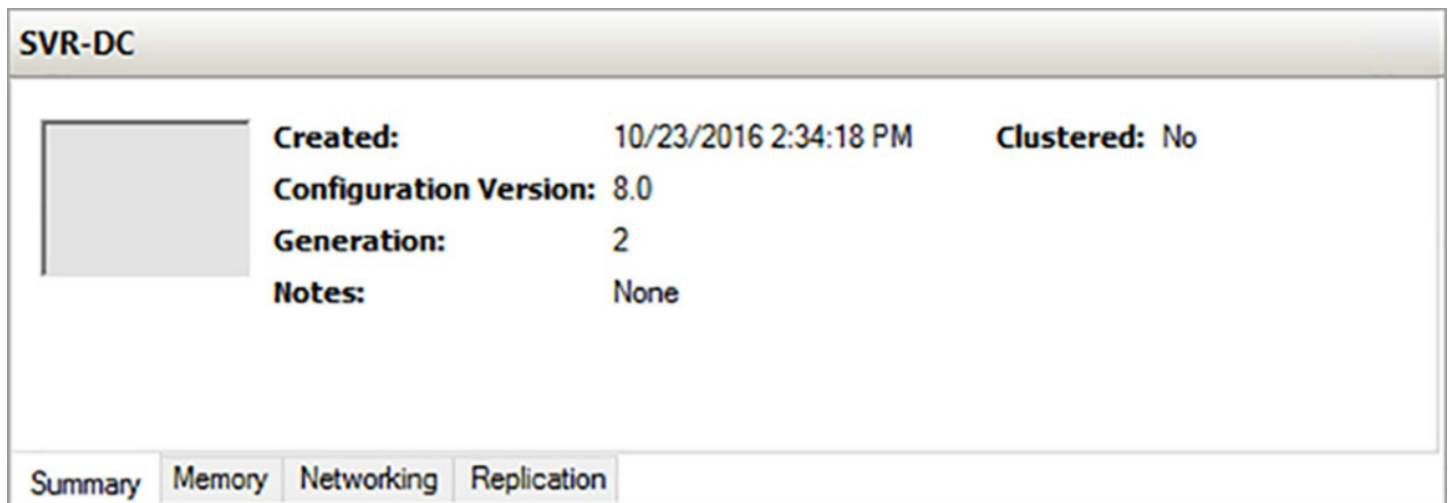 SVR-DC
Created: 10/23/2016 2:34:18 PM Clustered: No
Configuration Version: 8.0
Generation: 2
Notes: None
Summary Memory Networking Replication